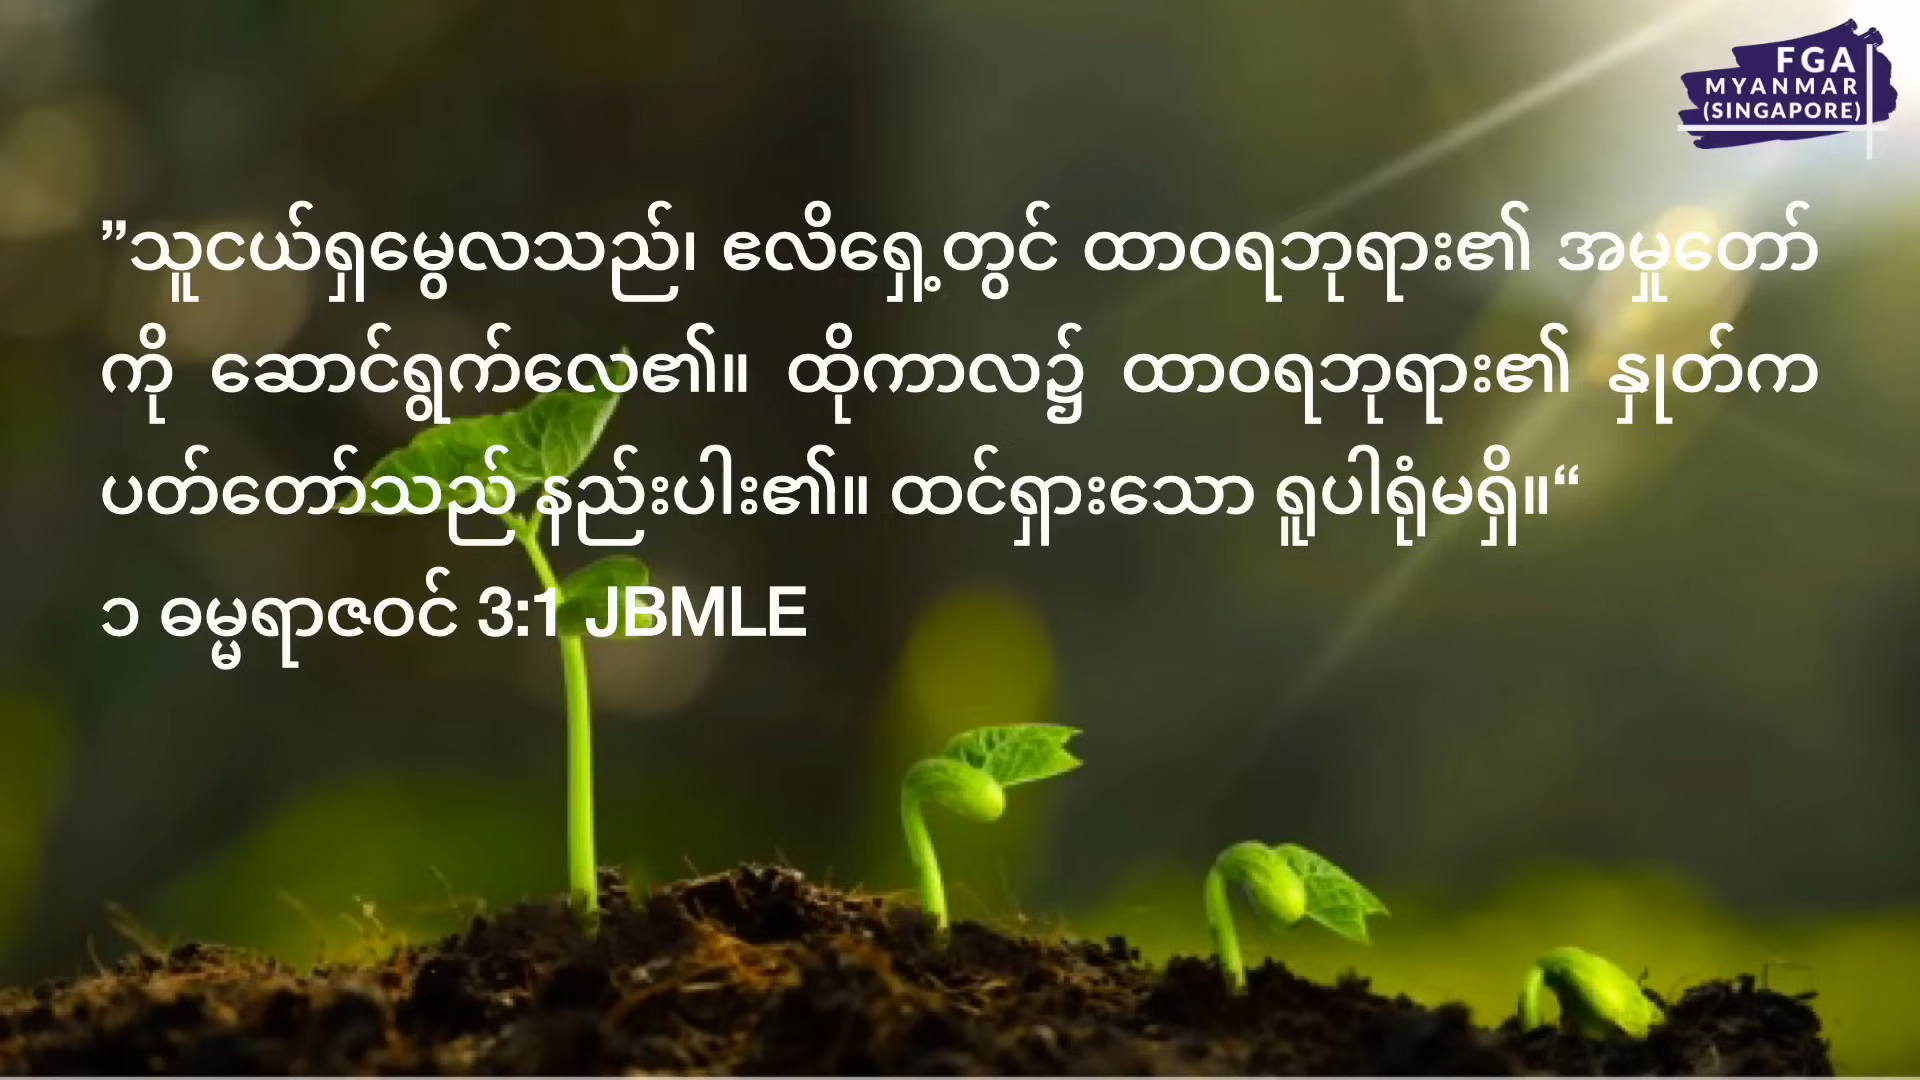 FGA
MYANMAR
(SINGAPORE)
”သူငယ်ရှမွေလသည်၊ ဧလိရှေ့တွင် ထာဝရဘုရား၏ အမှုတော်
ကို ဆောင်ရွက်လေ၏။ ထိုကာလ၌ ထာဝရဘုရား၏ နှုတ်က
ပတ်တော်သည် နည်းပါး၏။ ထင်ရှားသော ရူပါရုံမရှိ။“
၁ ဓမ္မရာဇဝင် 3:1 JBMLE